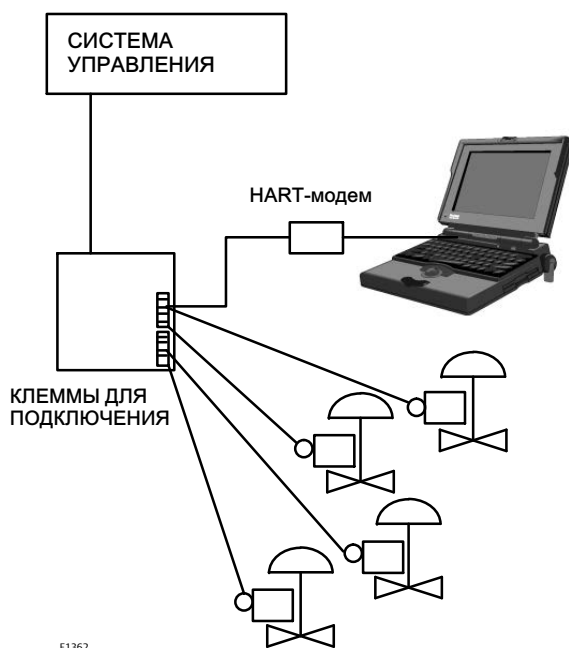 СИСТЕМА
УПРАВЛЕНИЯ
HART-модем
КЛЕММЫ ДЛЯ
ПОДКЛЮЧЕНИЯ
E1362